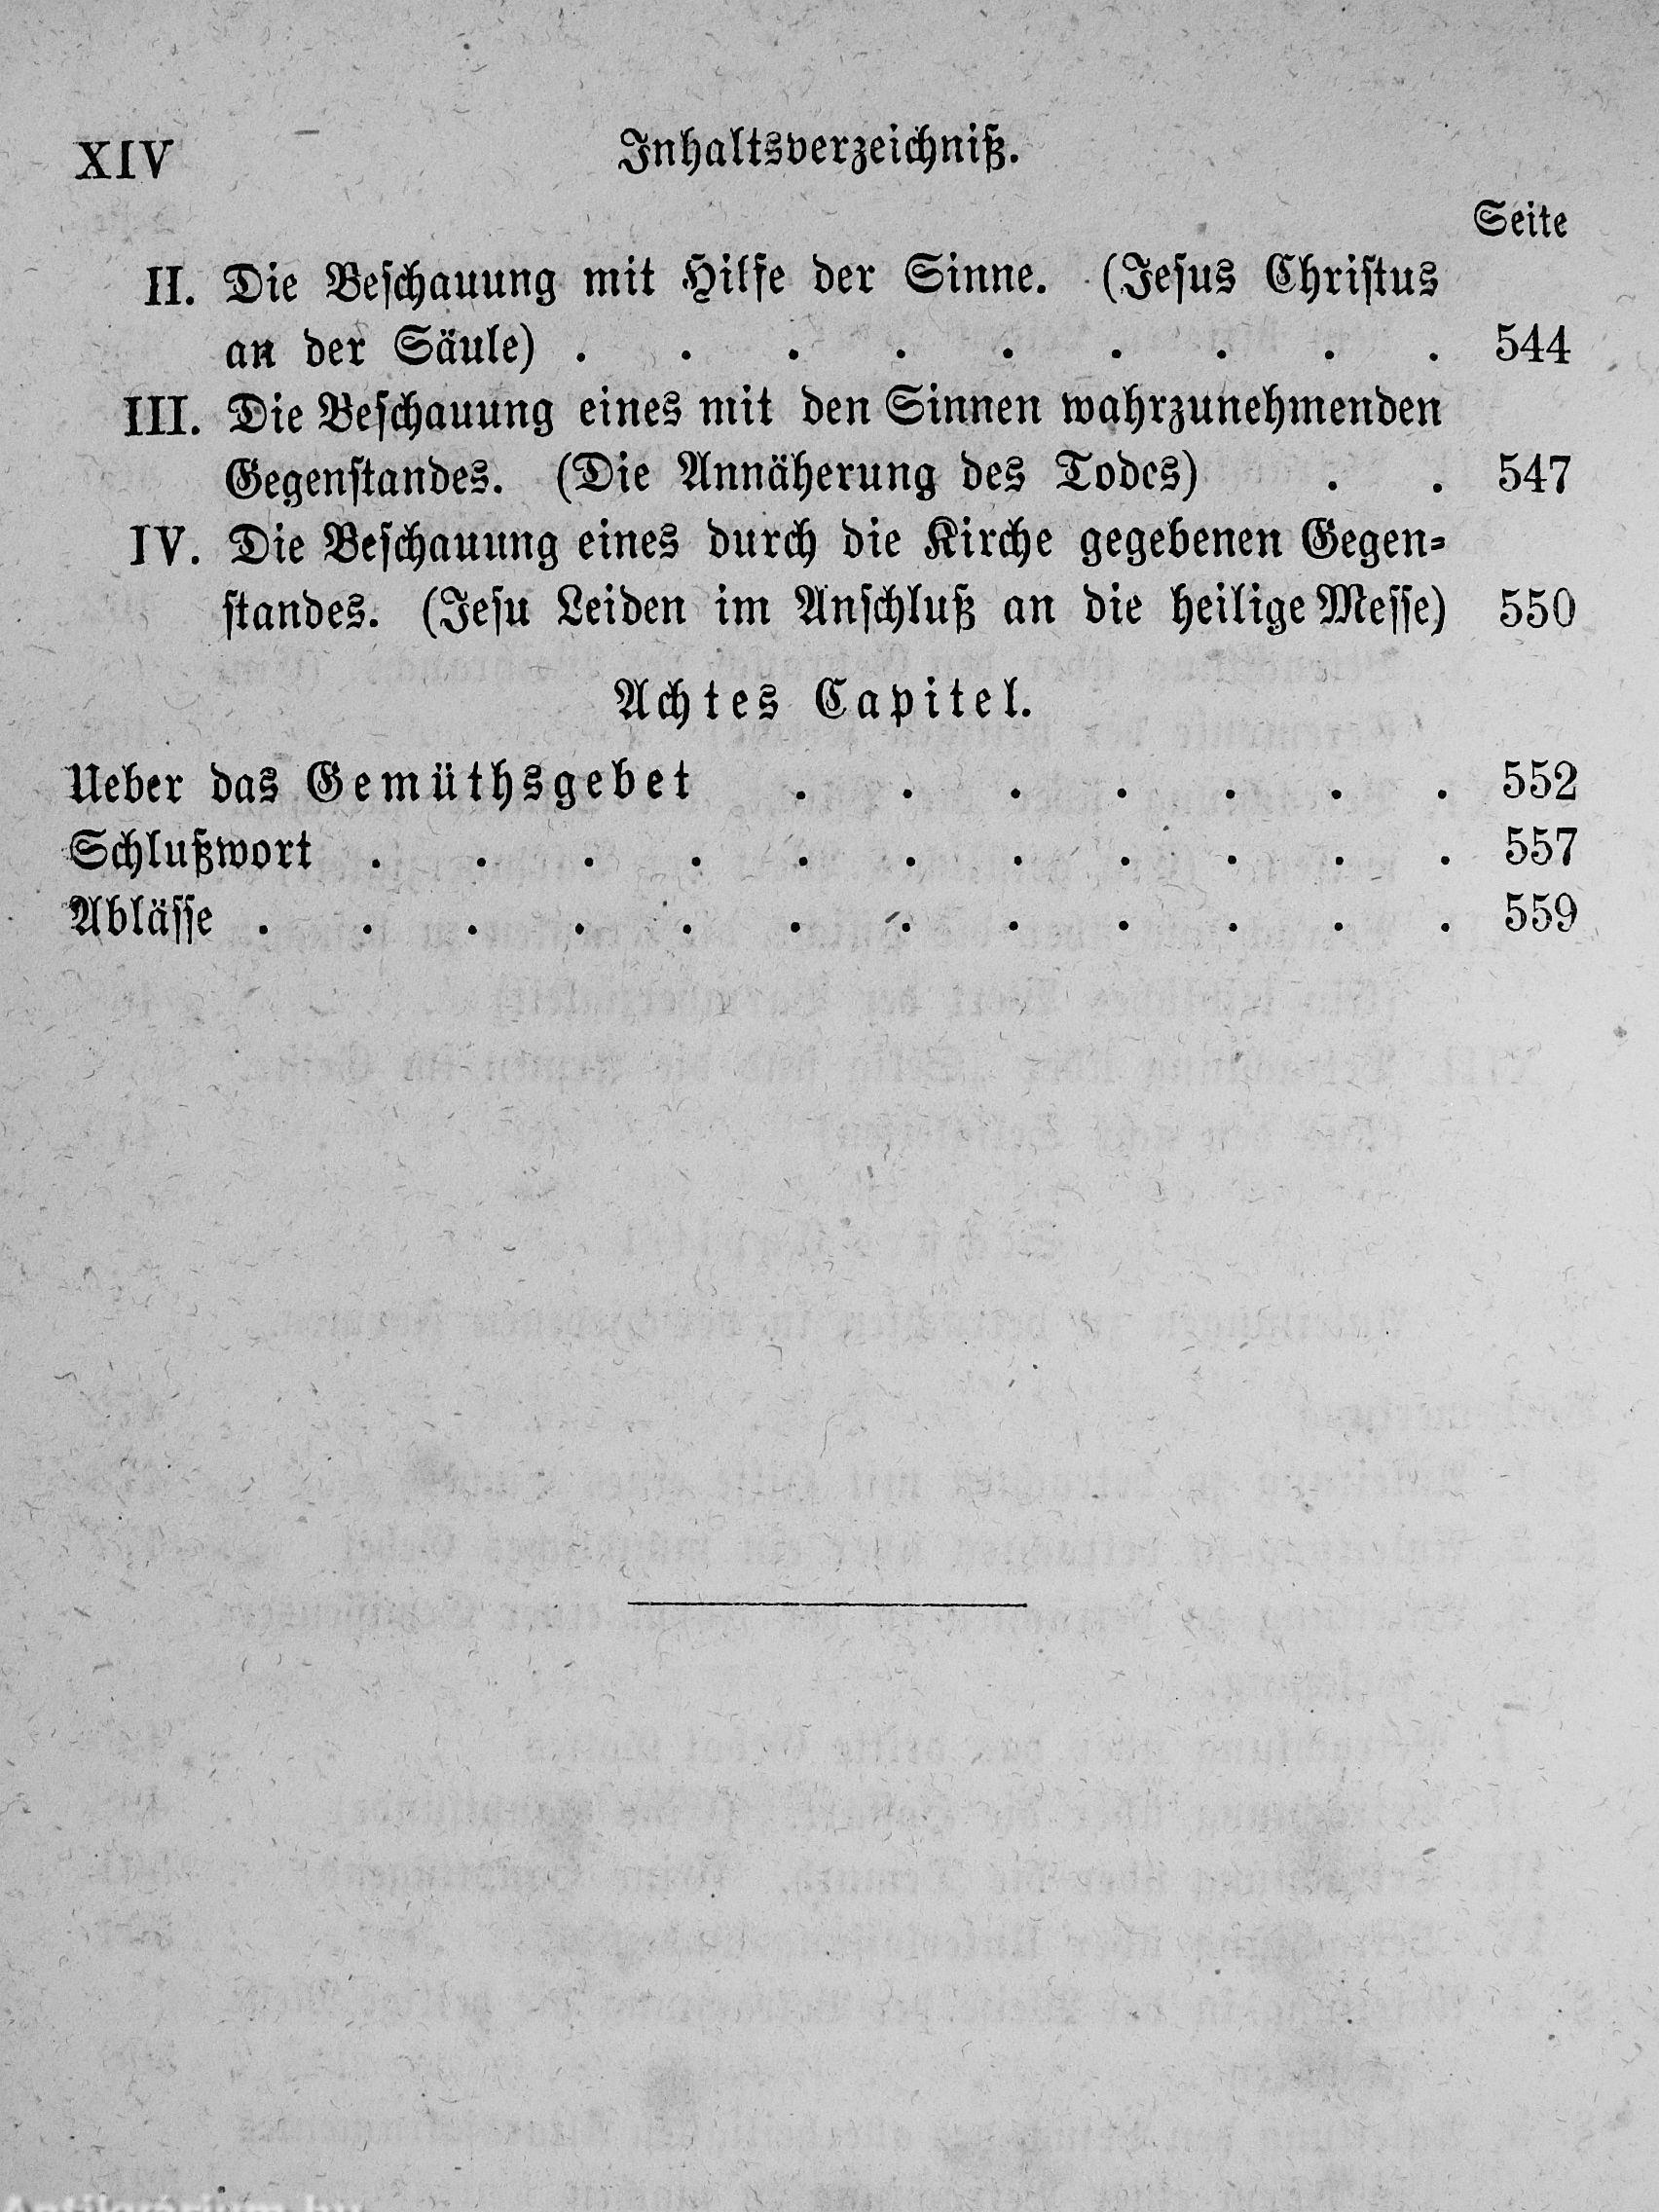 XIV Inhaltsverzeichniß.
Seite
II. Die Beschauung mit Hilfe der Sinne. (Jesus Christus
an der Säule) . . . . . . . . . 544
III. Die Beschauung eines mit den Sinnen wahrzunehmenden
Gegenstandes. (Die Annäherung des Todes) . . 547
IV. Die Beschauung eines durch die Kirche gegebenen Gegen-
standes. (Jesu Leiden im Anschluß an die heilige Messe) 550
Achtes Capitel.
Ueber das Gemüthsgebet . . . . . . . 552
Schlußwort . . . . . . . . . . . 557
Ablässe . . . . . . . . . . . . 559